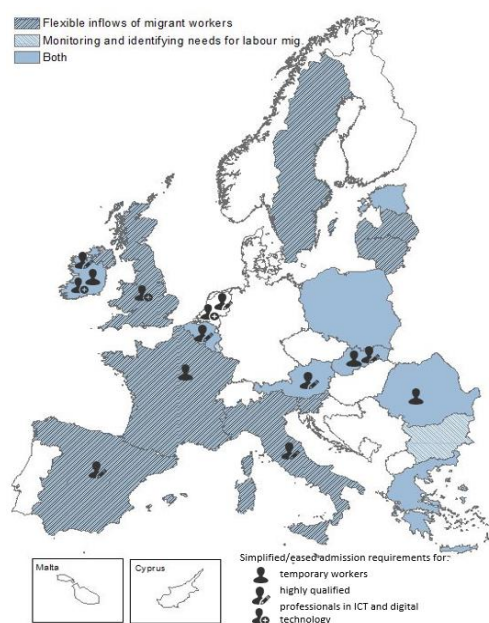 Flexible inflows of migrant workers
Monitoring and identifying needs for labour mig.
Both
Malta
Cyprus
Simplified/eased admission requirements for:
temporary workers
highly qualified
professionals in ICT and digital
technology